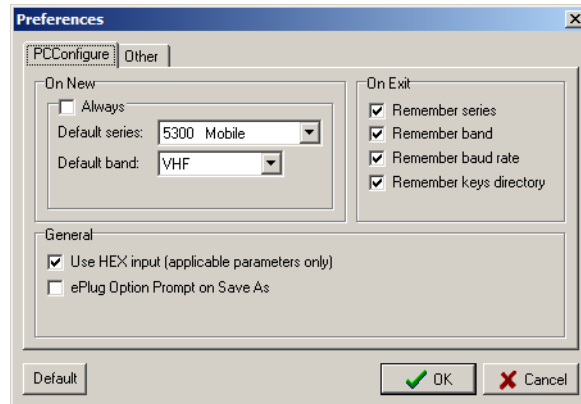 Preferences
PCConfigure Other
On New
Always
Default series: 5300 Mobile
Default band: VHF
On Exit
Remember series
Remember band
Remember baud rate
Remember keys directory
General
Use HEX input (applicable parameters only)
ePlug Option Prompt on Save As
Default OK Cancel